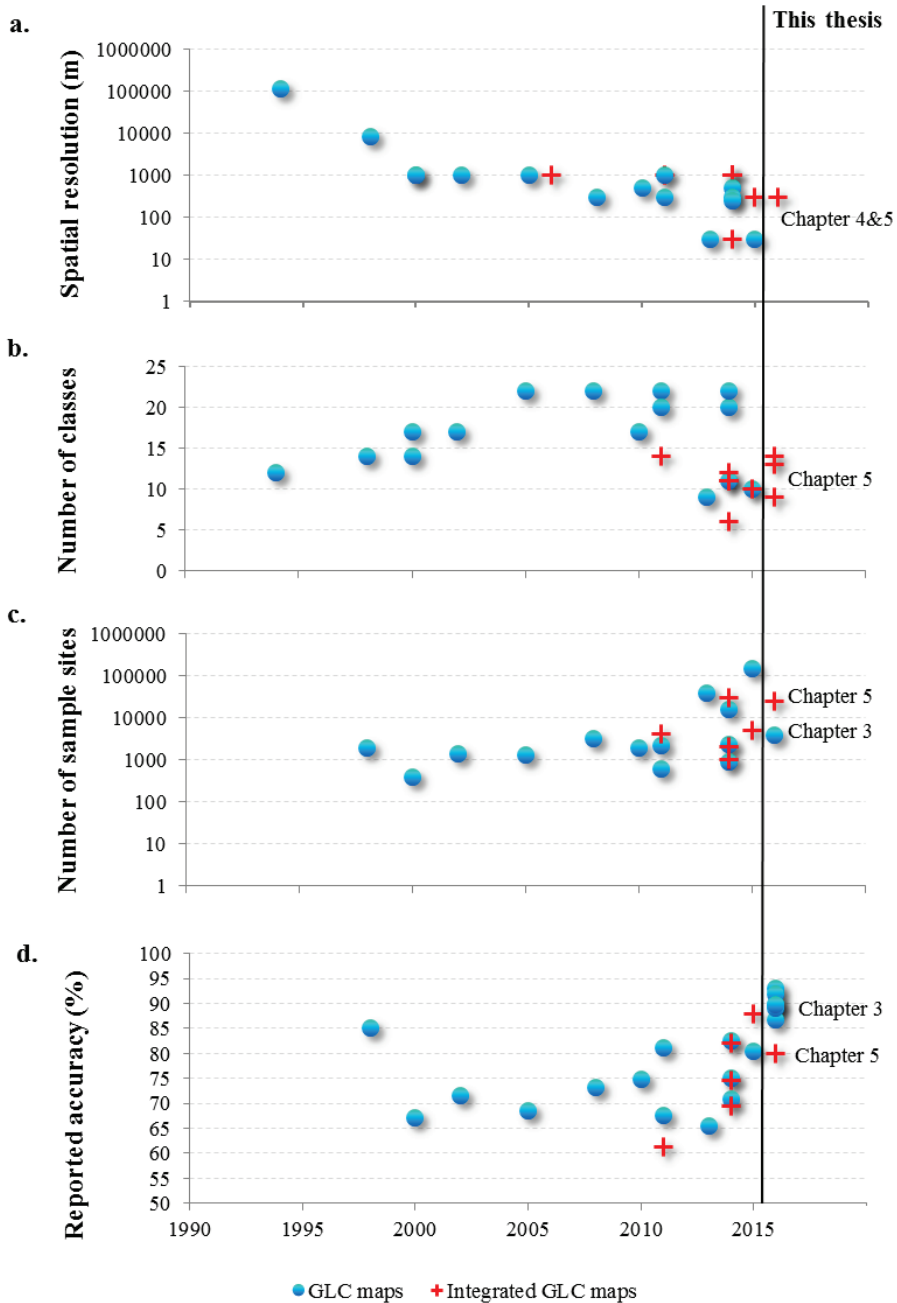 This thesis
a.
Spatial resolution (m)
1000000
100000
10000
1000
100
10
1
Chapter 4&5
b.
Number of classes
25
20
15
10
5
0
Chapter 5
c.
Number of sample sites
1000000
100000
10000
1000
100
10
1
Chapter 5
Chapter 3
d.
Reported accuracy (%)
100
95
90
85
80
75
70
65
60
55
50
Chapter 3
Chapter 5
1990 1995 2000 2005 2010 2015
GLC maps Integrated GLC maps